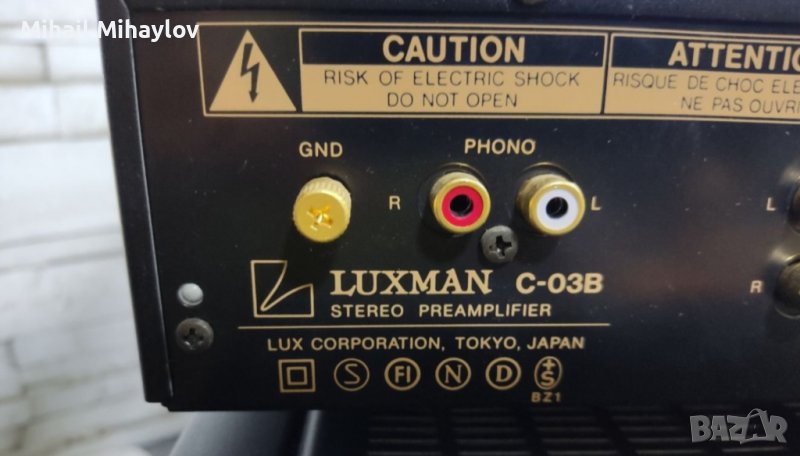 Mihail Mihaylov
CAUTION
RISK OF ELECTRIC SHOCK
DO NOT OPEN
ATTENTIO
RISQUE DE CHOC ELE
NE PAS OUVRI
GND
PHONO
R
L
L
R
LUXMAN C-03B
STEREO PREAMPLIFIER
LUX CORPORATION, TOKYO, JAPAN
S FI N D +S
BZ1
BAZAR